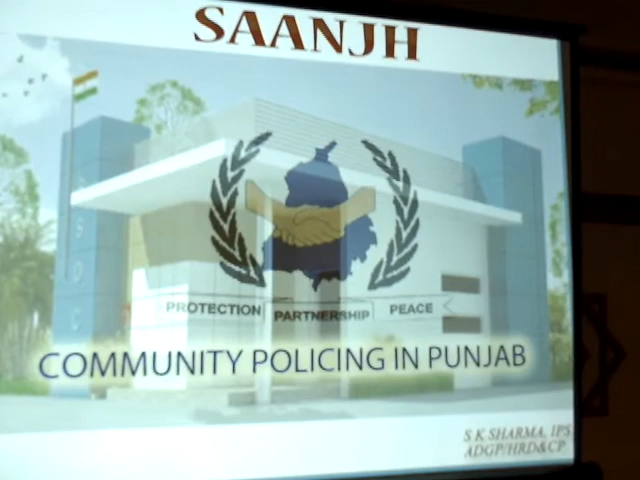 SAANJH
PROTECTION PARTNERSHIP PEACE
COMMUNITY POLICING IN PUNJAB
S K SHARMA, IPS
ADGP/HRD&CP